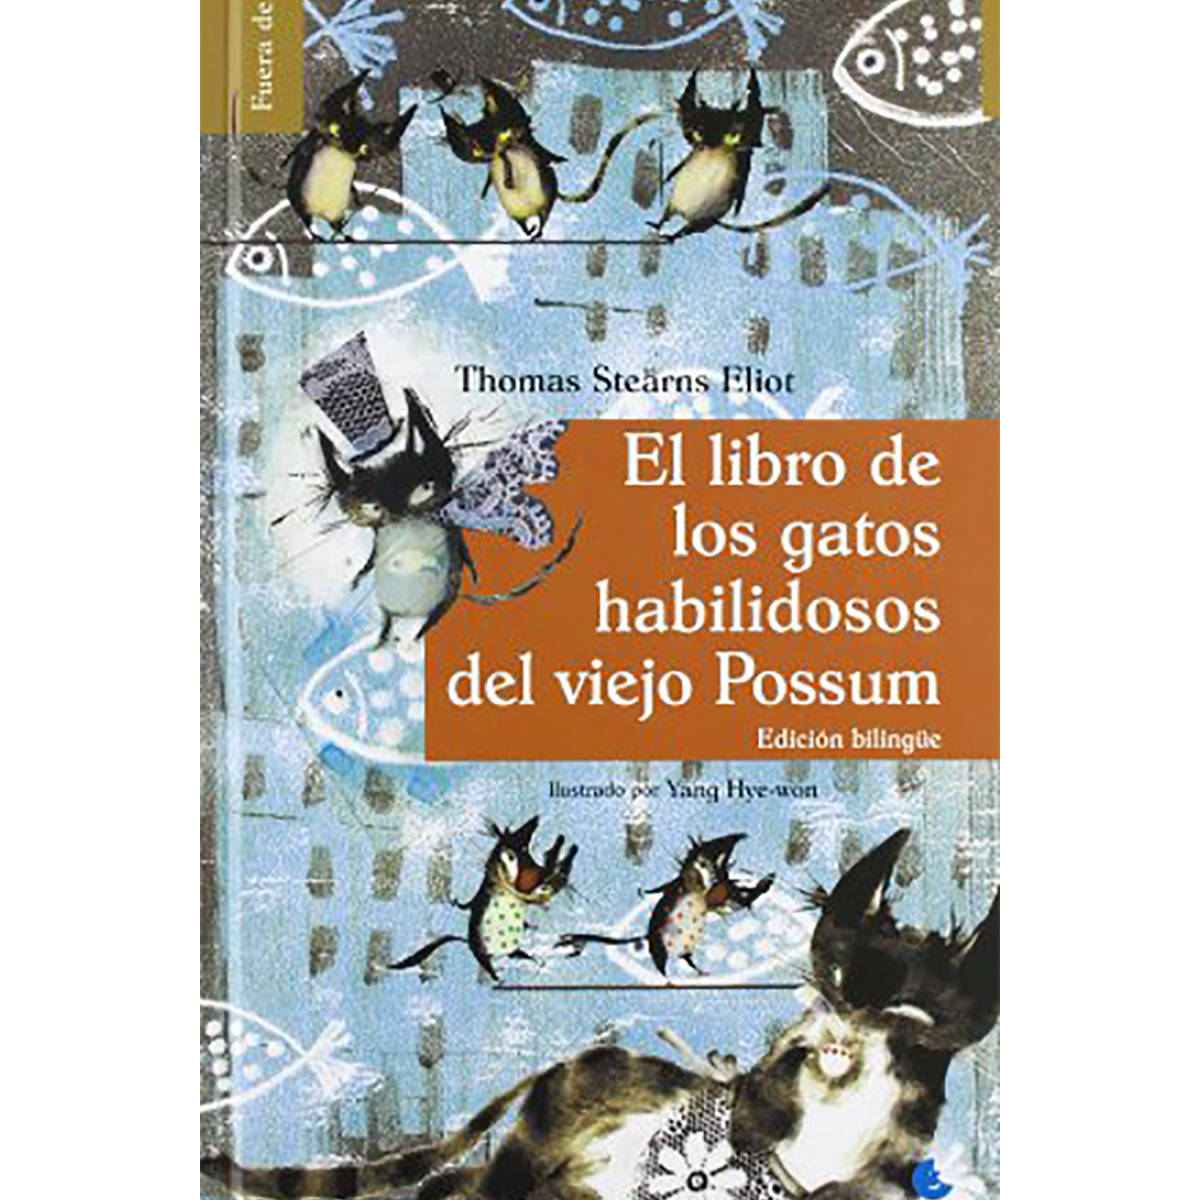 Fuera de
Thomas Stearns Eliot
El libro de
los gatos
habilidosos
del viejo Possum
Edición bilingüe
Ilustrado por Yang Hye-won